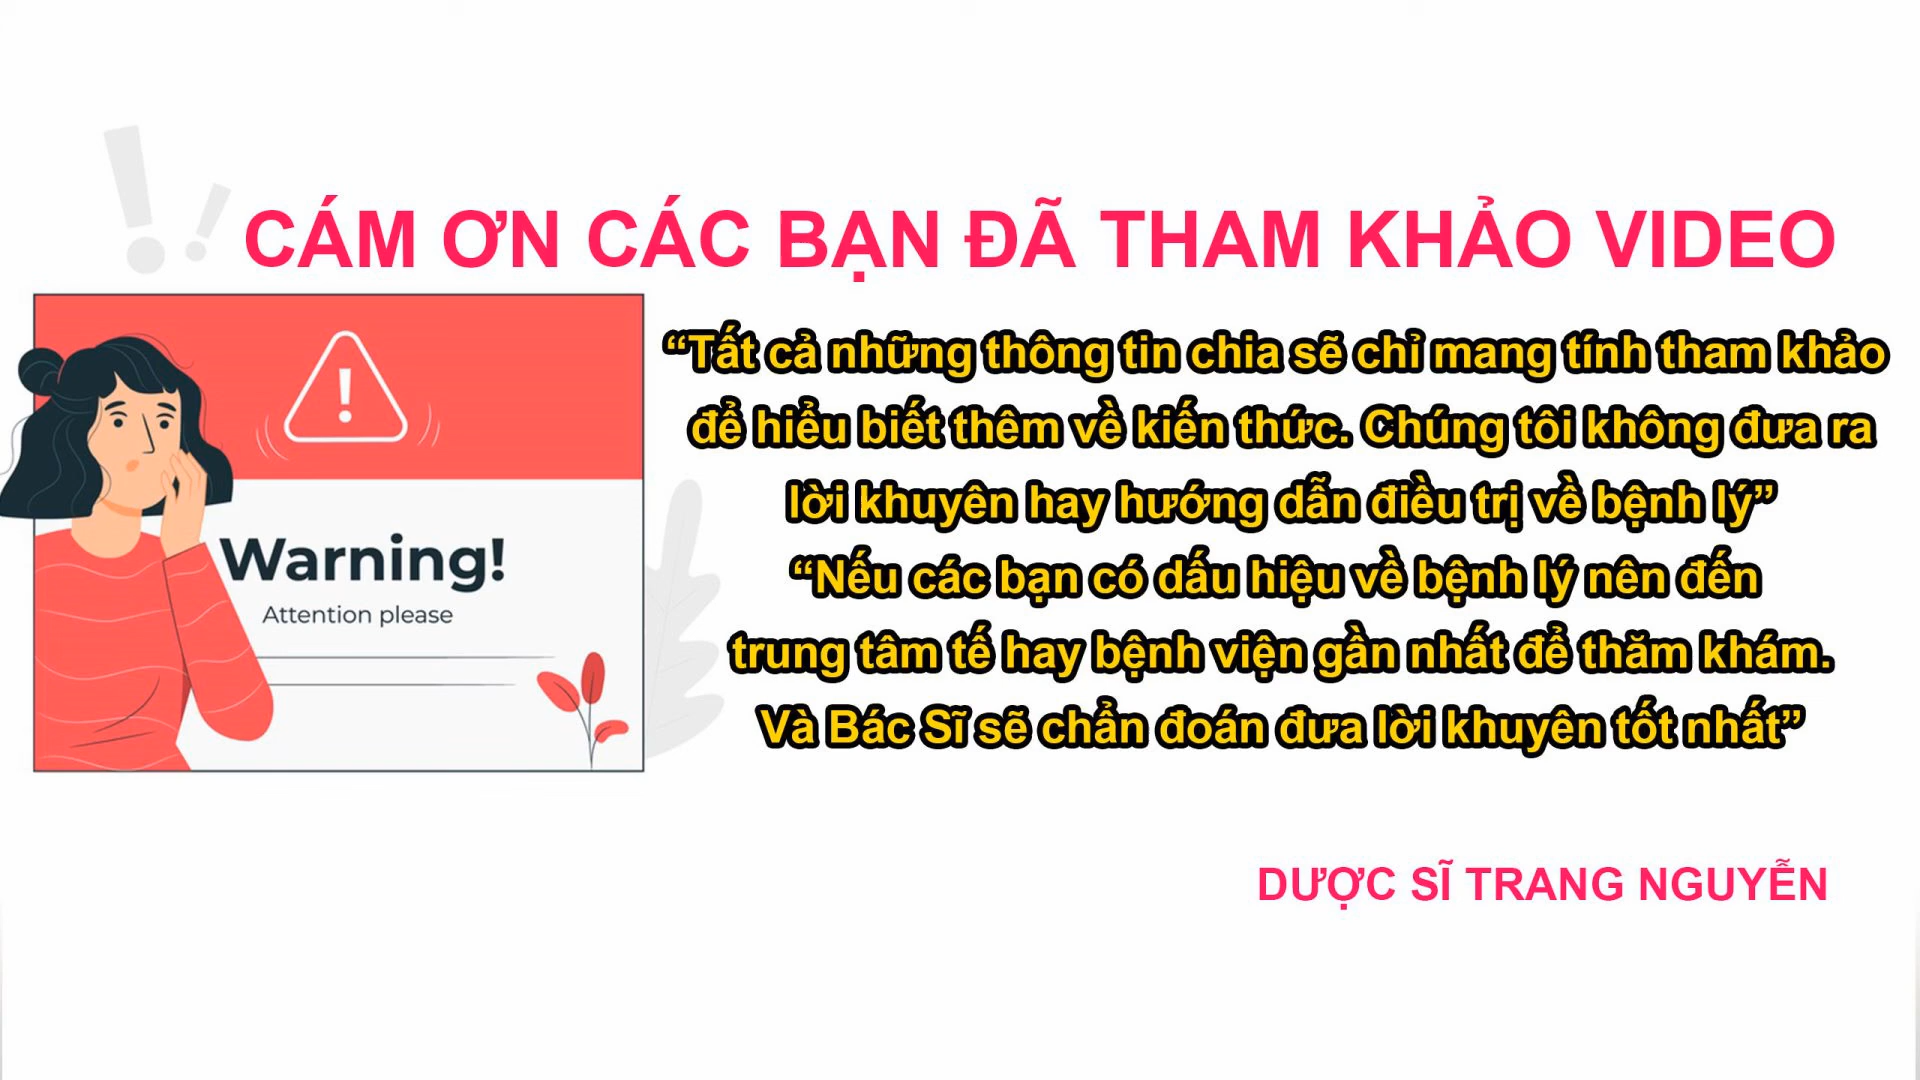 CÁM ƠN CÁC BẠN ĐÃ THAM KHẢO VIDEO
“Tất cả những thông tin chia sẽ chỉ mang tính tham khảo
để hiểu biết thêm về kiến thức. Chúng tôi không đưa ra
lời khuyên hay hướng dẫn điều trị về bệnh lý”
“Nếu các bạn có dấu hiệu về bệnh lý nên đến
trung tâm tế hay bệnh viện gần nhất để thăm khám.
Và Bác Sĩ sẽ chẩn đoán đưa lời khuyên tốt nhất”
Warning!
Attention please
DƯỢC SĨ TRANG NGUYỄN